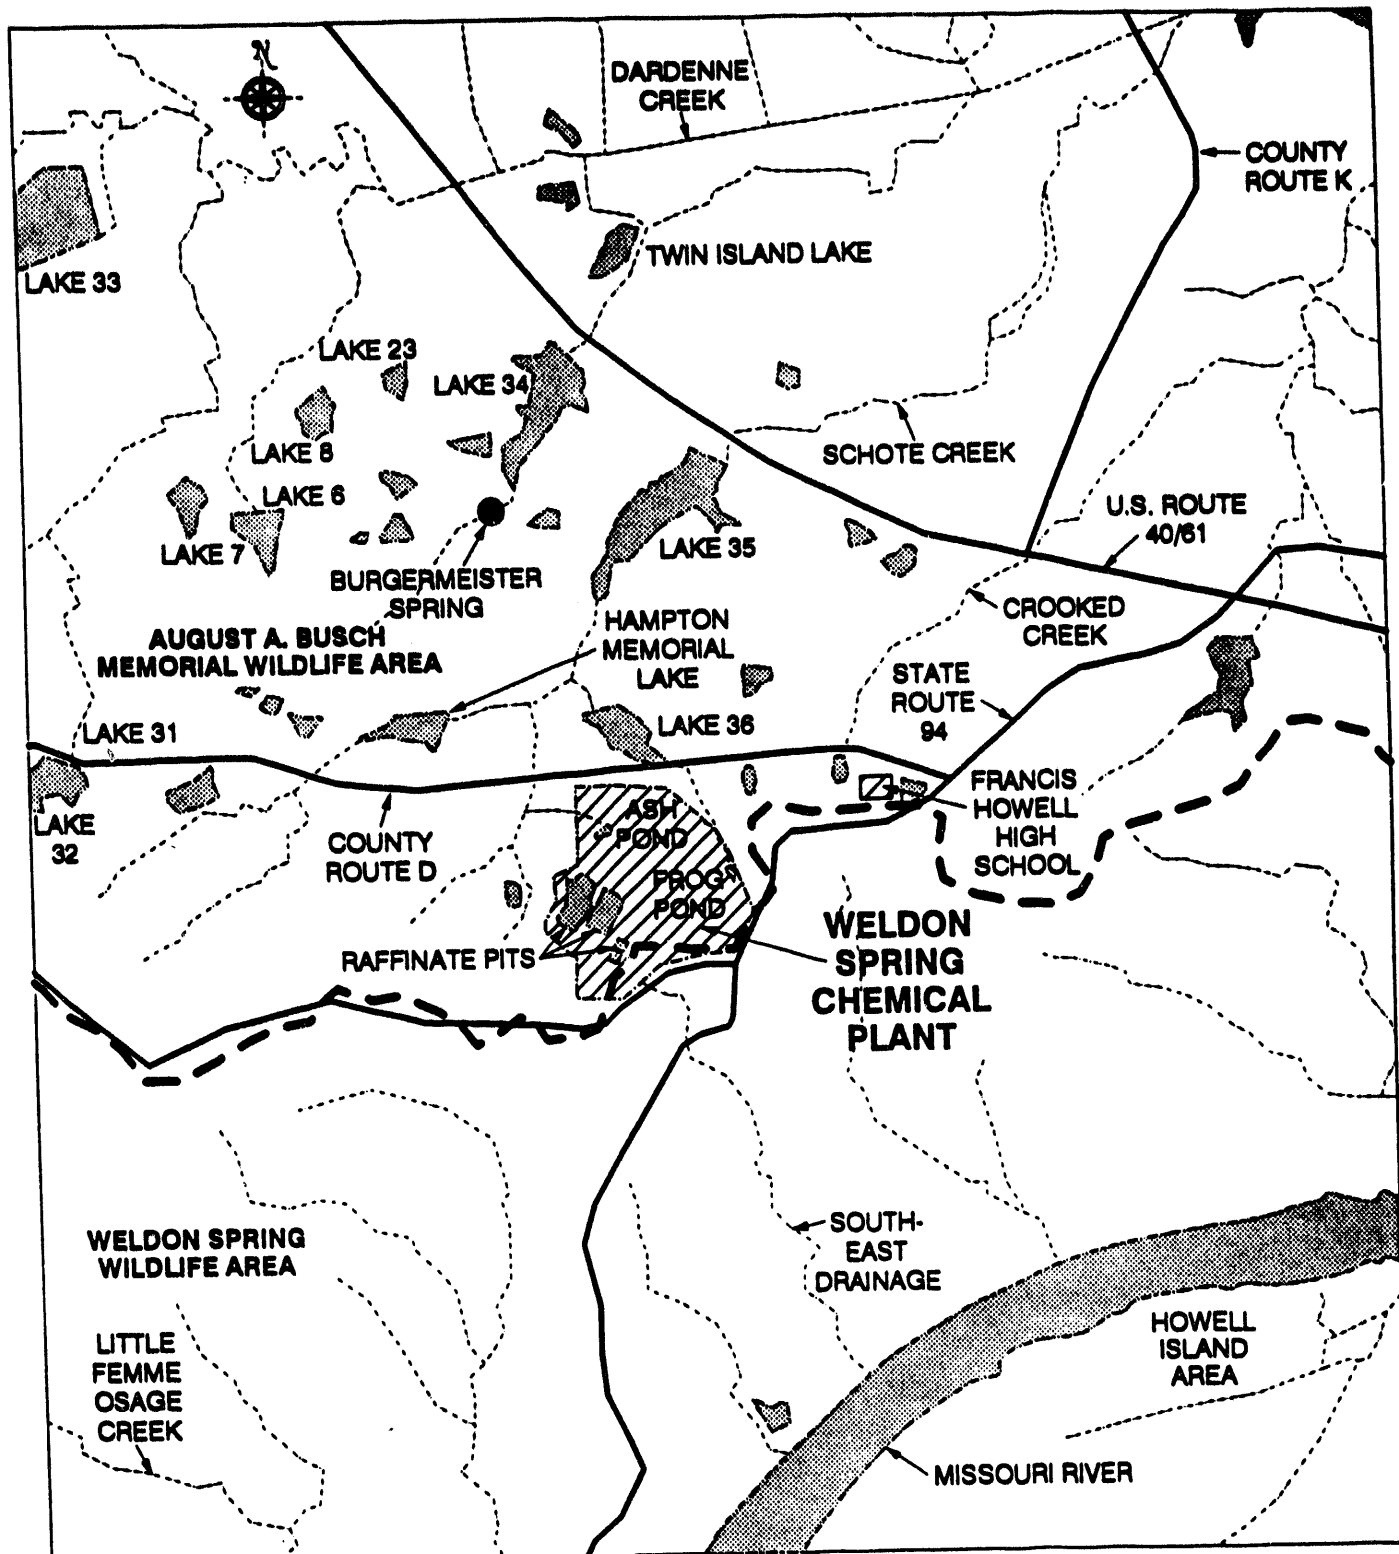 N
DARDENNE
CREEK
COUNTY
ROUTE K
TWIN ISLAND LAKE
LAKE 33
LAKE 23
LAKE 34
SCHOTE CREEK
LAKE 8
LAKE 6
U.S. ROUTE
40/61
LAKE 7
LAKE 35
BURGERMEISTER
SPRING
CROOKED
CREEK
HAMPTON
MEMORIAL
LAKE
AUGUST A. BUSCH
MEMORIAL WILDLIFE AREA
STATE
ROUTE
94
LAKE 31
LAKE 36
FRANCIS
HOWELL
HIGH
SCHOOL
LAKE
32
COUNTY
ROUTE D
ASH
POND
FROG
POND
RAFFINATE PITS
WELDON
SPRING
CHEMICAL
PLANT
WELDON SPRING
WILDLIFE AREA
SOUTH-
EAST
DRAINAGE
LITTLE
FEMME
OSAGE
CREEK
HOWELL
ISLAND
AREA
MISSOURI RIVER